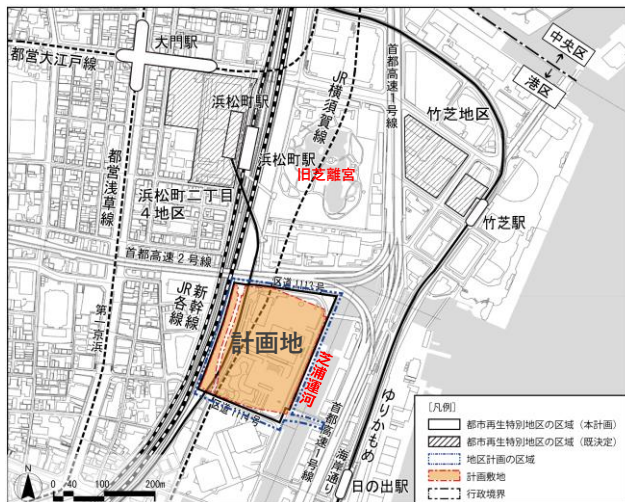 大門駅
都営大江戸線
都営浅草線
浜松町駅
浜松町駅
浜松町二丁目
4地区
JR横須賀線
旧芝離宮
首都高速1号線
竹芝地区
中央区
港区
竹芝駅
首都高速2号線
区道1113号
新幹線
JR各線
第一京浜
計画地
芝浦運河
区道1114号
首都高速1号線
海岸通り
ゆりかもめ
日の出駅
[凡例]
都市再生特別地区の区域（本計画）
都市再生特別地区の区域（既決定）
地区計画の区域
計画敷地
行政境界
N
0 40 100 200m